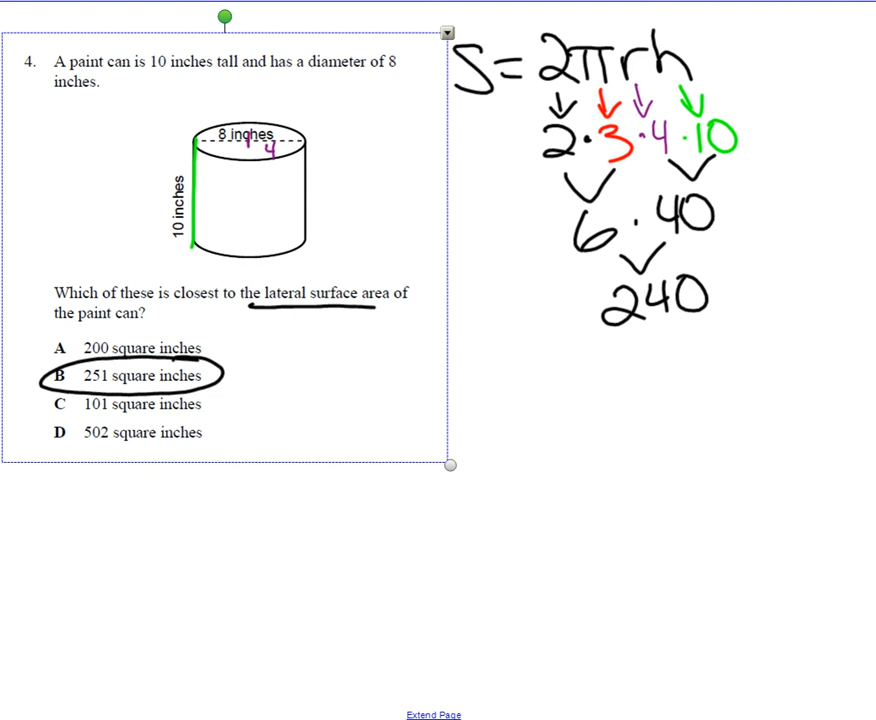 4. A paint can is 10 inches tall and has a diameter of 8
inches.
8 inches
4
10 inches
Which of these is closest to the lateral surface area of
the paint can?
A 200 square inches
B 251 square inches
C 101 square inches
D 502 square inches
S = 2πrh
2 · 3 · 4 · 10
6 · 40
240
Extend Page